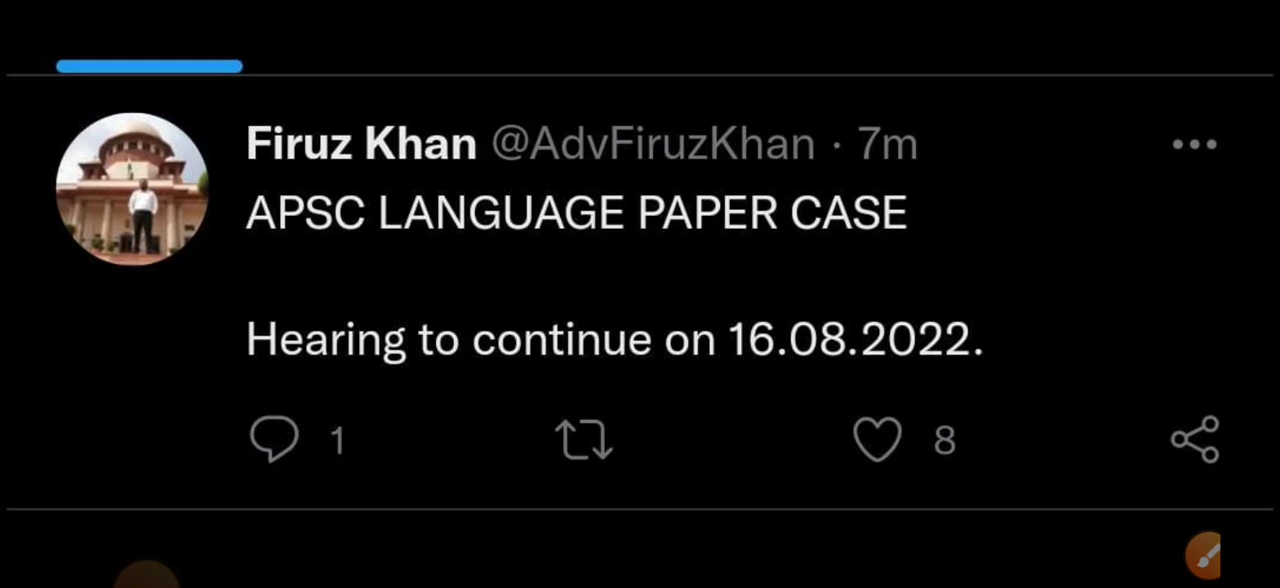 Firuz Khan @AdvFiruzKhan · 7m
APSC LANGUAGE PAPER CASE
Hearing to continue on 16.08.2022.
1 8